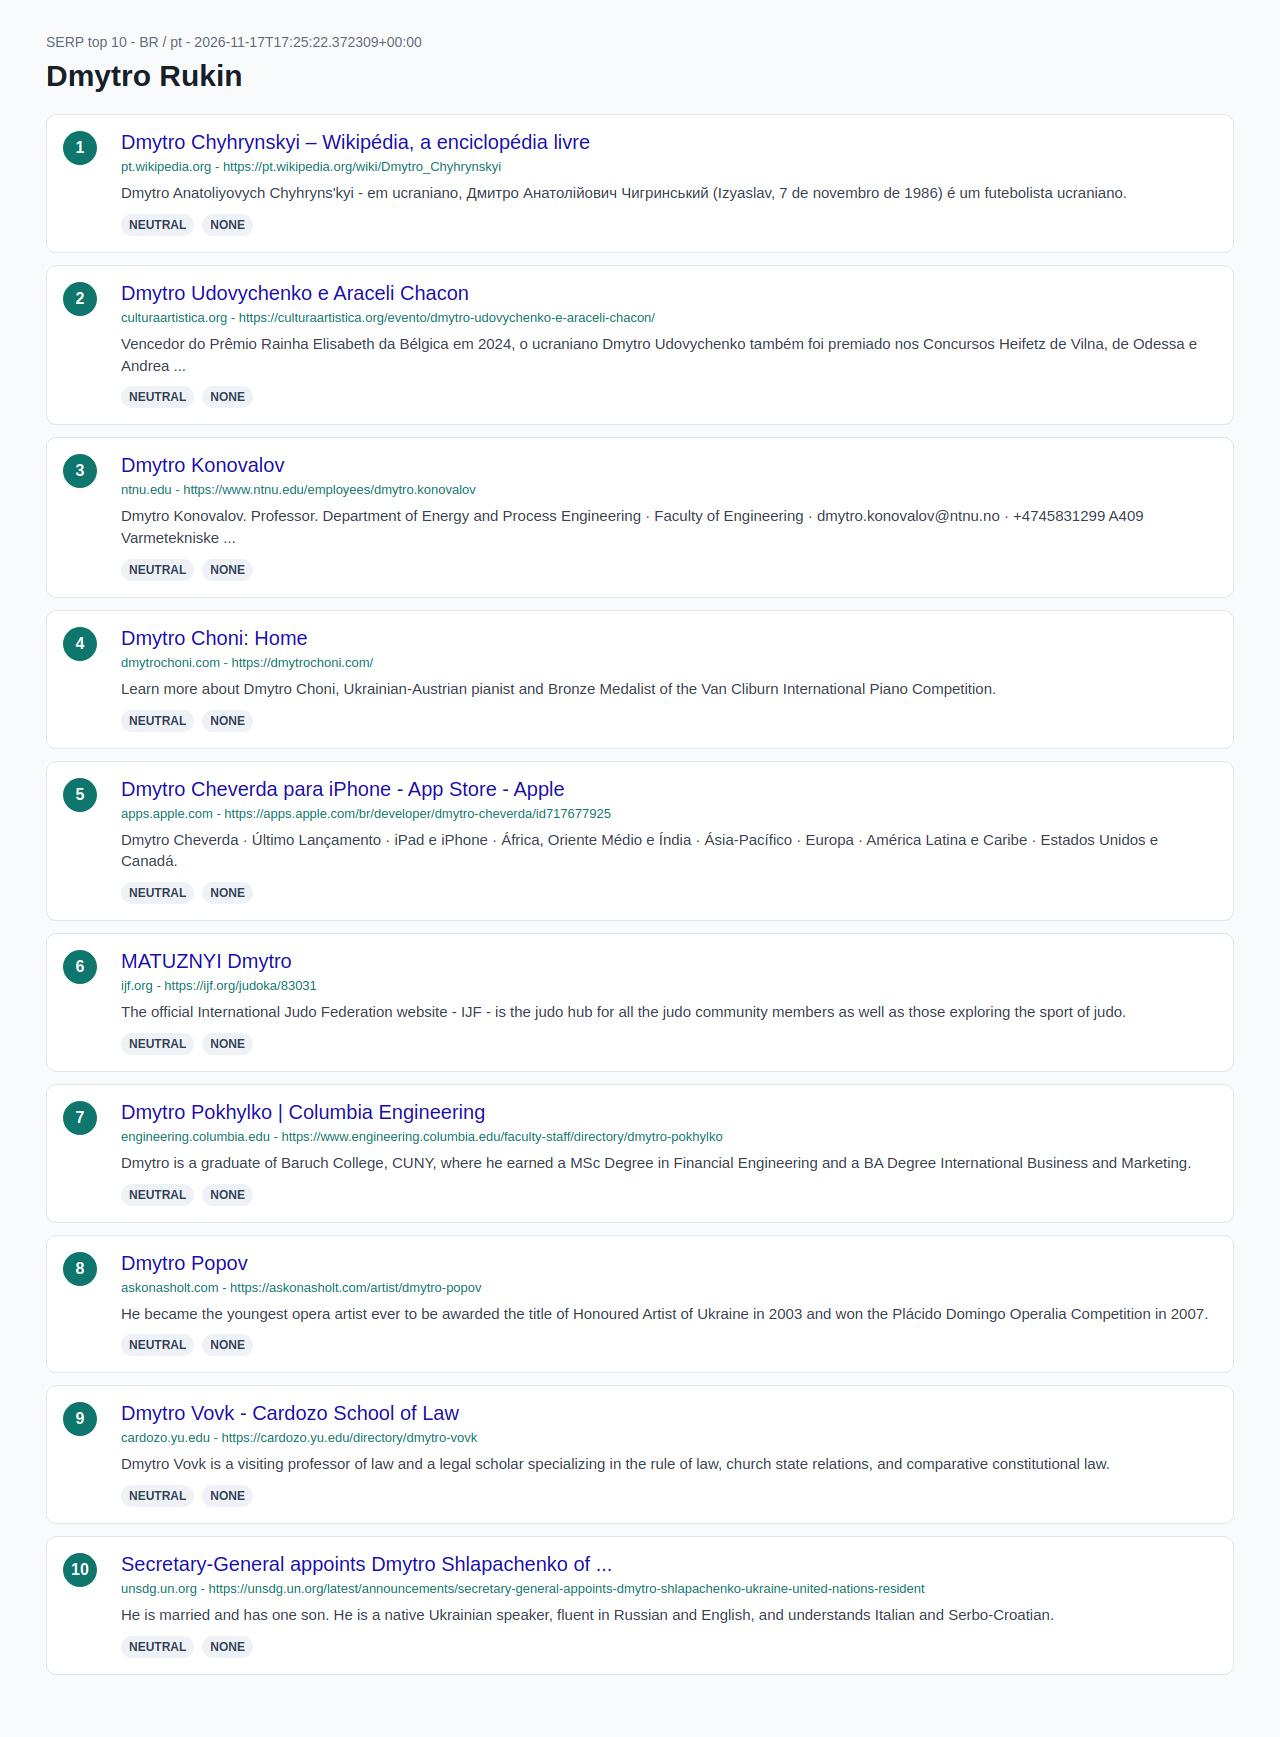 SERP top 10 - BR / pt - 2026-11-17T17:25:22.372309+00:00
Dmytro Rukin
1
Dmytro Chyhrynskyi – Wikipédia, a enciclopédia livre
pt.wikipedia.org - https://pt.wikipedia.org/wiki/Dmytro_Chyhrynskyi
Dmytro Anatoliyovych Chyhryns'kyi - em ucraniano, Дмитро Анатолійович Чигринський (Izyaslav, 7 de novembro de 1986) é um futebolista ucraniano.
NEUTRAL NONE
2
Dmytro Udovychenko e Araceli Chacon
culturaartistica.org - https://culturaartistica.org/evento/dmytro-udovychenko-e-araceli-chacon/
Vencedor do Prêmio Rainha Elisabeth da Bélgica em 2024, o ucraniano Dmytro Udovychenko também foi premiado nos Concursos Heifetz de Vilna, de Odessa e
Andrea ...
NEUTRAL NONE
3
Dmytro Konovalov
ntnu.edu - https://www.ntnu.edu/employees/dmytro.konovalov
Dmytro Konovalov. Professor. Department of Energy and Process Engineering · Faculty of Engineering · dmytro.konovalov@ntnu.no · +4745831299 A409
Varmetekniske ...
NEUTRAL NONE
4
Dmytro Choni: Home
dmytrochoni.com - https://dmytrochoni.com/
Learn more about Dmytro Choni, Ukrainian-Austrian pianist and Bronze Medalist of the Van Cliburn International Piano Competition.
NEUTRAL NONE
5
Dmytro Cheverda para iPhone - App Store - Apple
apps.apple.com - https://apps.apple.com/br/developer/dmytro-cheverda/id717677925
Dmytro Cheverda · Último Lançamento · iPad e iPhone · África, Oriente Médio e Índia · Ásia-Pacífico · Europa · América Latina e Caribe · Estados Unidos e
Canadá.
NEUTRAL NONE
6
MATUZNYI Dmytro
ijf.org - https://ijf.org/judoka/83031
The official International Judo Federation website - IJF - is the judo hub for all the judo community members as well as those exploring the sport of judo.
NEUTRAL NONE
7
Dmytro Pokhylko | Columbia Engineering
engineering.columbia.edu - https://www.engineering.columbia.edu/faculty-staff/directory/dmytro-pokhylko
Dmytro is a graduate of Baruch College, CUNY, where he earned a MSc Degree in Financial Engineering and a BA Degree International Business and Marketing.
NEUTRAL NONE
8
Dmytro Popov
askonasholt.com - https://askonasholt.com/artist/dmytro-popov
He became the youngest opera artist ever to be awarded the title of Honoured Artist of Ukraine in 2003 and won the Plácido Domingo Operalia Competition in 2007.
NEUTRAL NONE
9
Dmytro Vovk - Cardozo School of Law
cardozo.yu.edu - https://cardozo.yu.edu/directory/dmytro-vovk
Dmytro Vovk is a visiting professor of law and a legal scholar specializing in the rule of law, church state relations, and comparative constitutional law.
NEUTRAL NONE
10
Secretary-General appoints Dmytro Shlapachenko of ...
unsdg.un.org - https://unsdg.un.org/latest/announcements/secretary-general-appoints-dmytro-shlapachenko-ukraine-united-nations-resident
He is married and has one son. He is a native Ukrainian speaker, fluent in Russian and English, and understands Italian and Serbo-Croatian.
NEUTRAL NONE